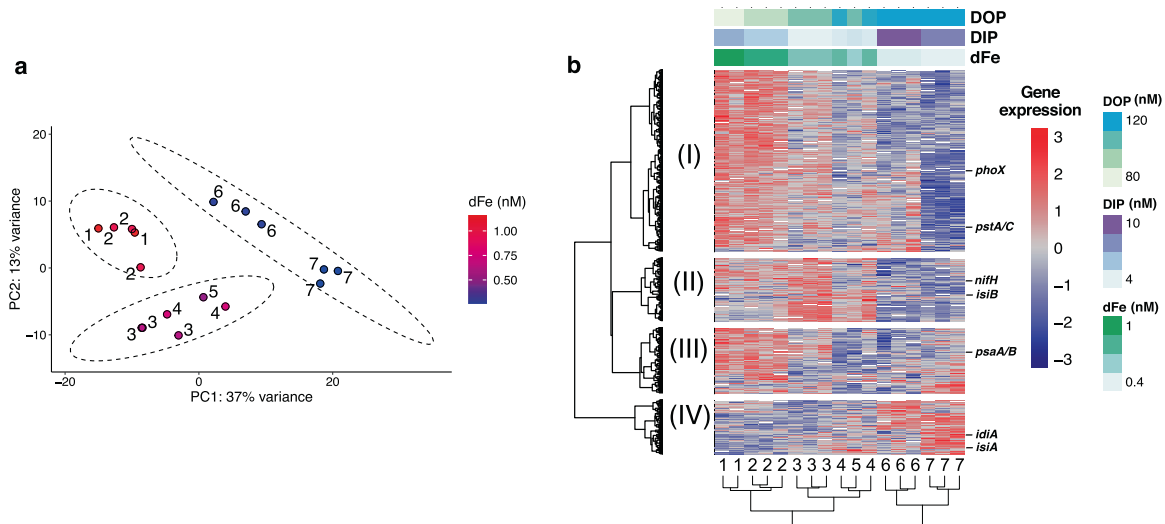 a
20
10
0
−10
−20
0
20
PC2: 13% variance
PC1: 37% variance
1
2
2
1
2
3
3
3
4
5
4
6
6
6
7
7
7
dFe (nM)
1.00
0.75
0.50
b
DOP
DIP
dFe
(I)
(II)
(III)
(IV)
phoX
pstA/C
nifH
isiB
psaA/B
idiA
isiA
1 1 2 2 2 3 3 3 4 5 4 6 6 6 7 7 7
Gene
expression
3
2
1
0
−1
−2
−3
DOP (nM)
120
80
DIP (nM)
10
4
dFe (nM)
1
0.4